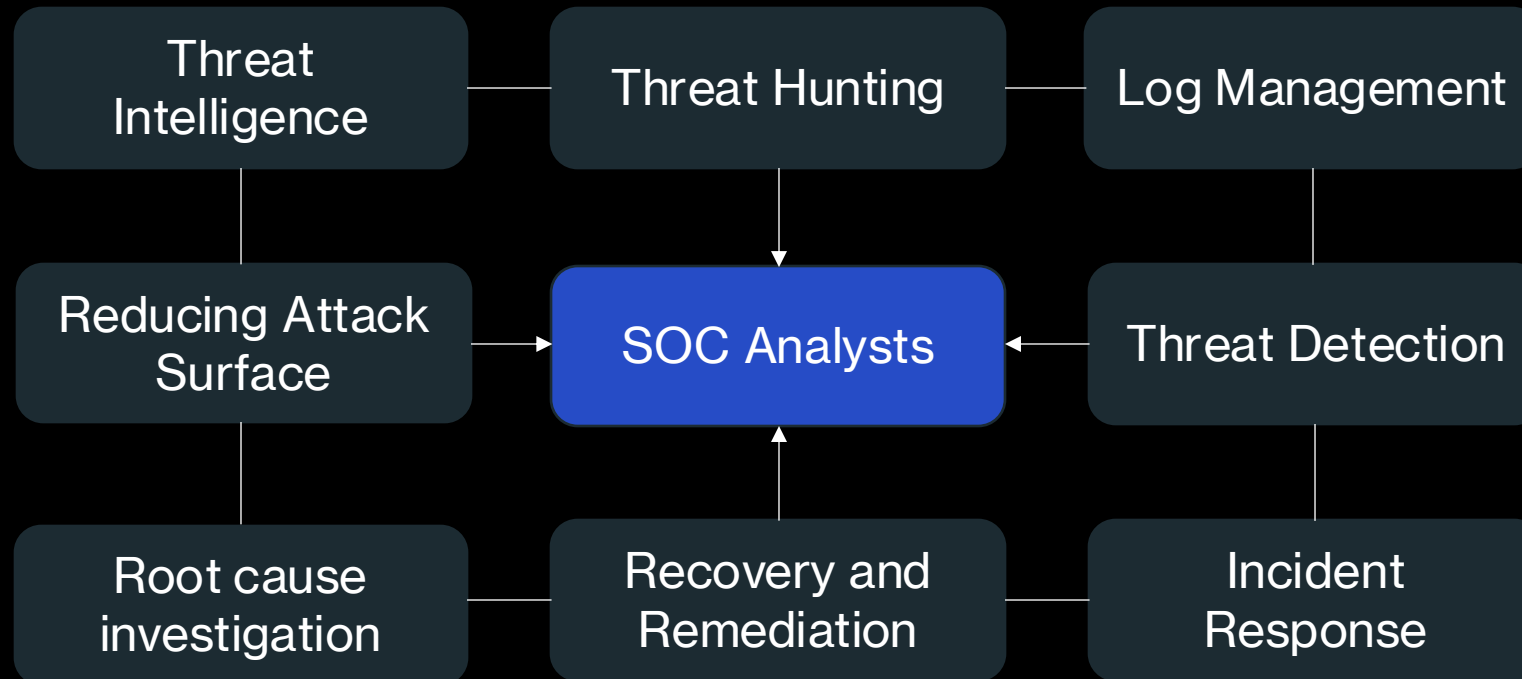 Threat
Intelligence
Threat Hunting
Log Management
Reducing Attack
Surface
SOC Analysts
Threat Detection
Root cause
investigation
Recovery and
Remediation
Incident
Response